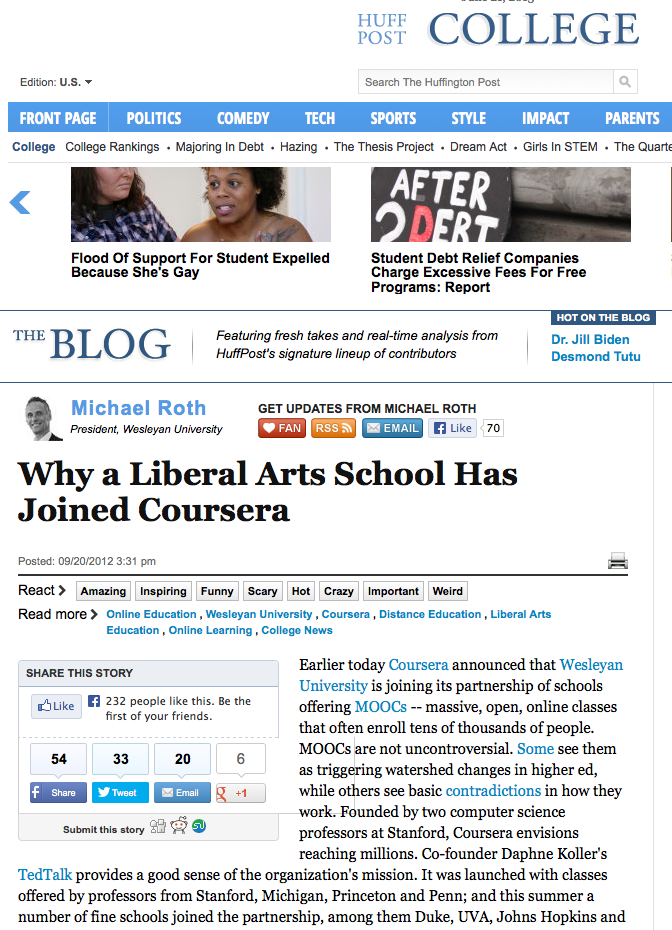 HUFF
POST
COLLEGE
Edition: U.S.
Search The Huffington Post
FRONT PAGE POLITICS COMEDY TECH SPORTS STYLE IMPACT PARENTS
College College Rankings • Majoring In Debt • Hazing • The Thesis Project • Dream Act • Girls In STEM • The Quarte
AFTER
DEBT
Flood Of Support For Student Expelled
Because She's Gay
Student Debt Relief Companies
Charge Excessive Fees For Free
Programs: Report
THE BLOG
Featuring fresh takes and real-time analysis from
HuffPost's signature lineup of contributors
HOT ON THE BLOG
Dr. Jill Biden
Desmond Tutu
Michael Roth
President, Wesleyan University
GET UPDATES FROM MICHAEL ROTH
FAN RSS EMAIL Like 70
Why a Liberal Arts School Has
Joined Coursera
Posted: 09/20/2012 3:31 pm
React Amazing Inspiring Funny Scary Hot Crazy Important Weird
Read more Online Education , Wesleyan University , Coursera , Distance Education , Liberal Arts
Education , Online Learning , College News
SHARE THIS STORY
Like 232 people like this. Be the
first of your friends.
54 33 20 6
Share Tweet Email +1
Submit this story
Earlier today Coursera announced that Wesleyan
University is joining its partnership of schools
offering MOOCs -- massive, open, online classes
that often enroll tens of thousands of people.
MOOCs are not uncontroversial. Some see them
as triggering watershed changes in higher ed,
while others see basic contradictions in how they
work. Founded by two computer science
professors at Stanford, Coursera envisions
reaching millions. Co-founder Daphne Koller's
TedTalk provides a good sense of the organization's mission. It was launched with classes
offered by professors from Stanford, Michigan, Princeton and Penn; and this summer a
number of fine schools joined the partnership, among them Duke, UVA, Johns Hopkins and